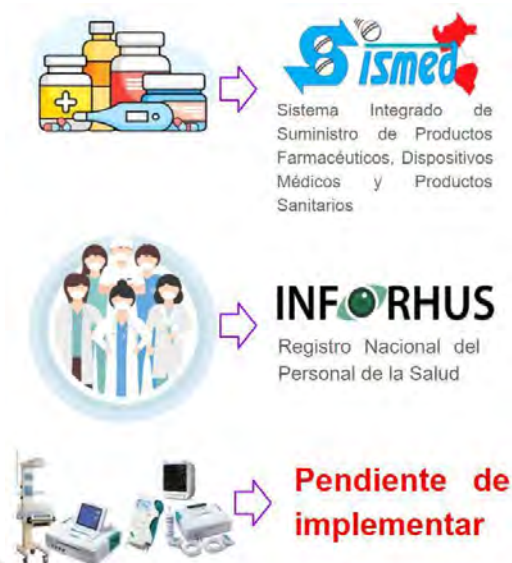 Sismed
Sistema Integrado de
Suministro de Productos
Farmacéuticos, Dispositivos
Médicos y Productos
Sanitarios
INFORHUS
Registro Nacional del
Personal de la Salud
Pendiente de
implementar